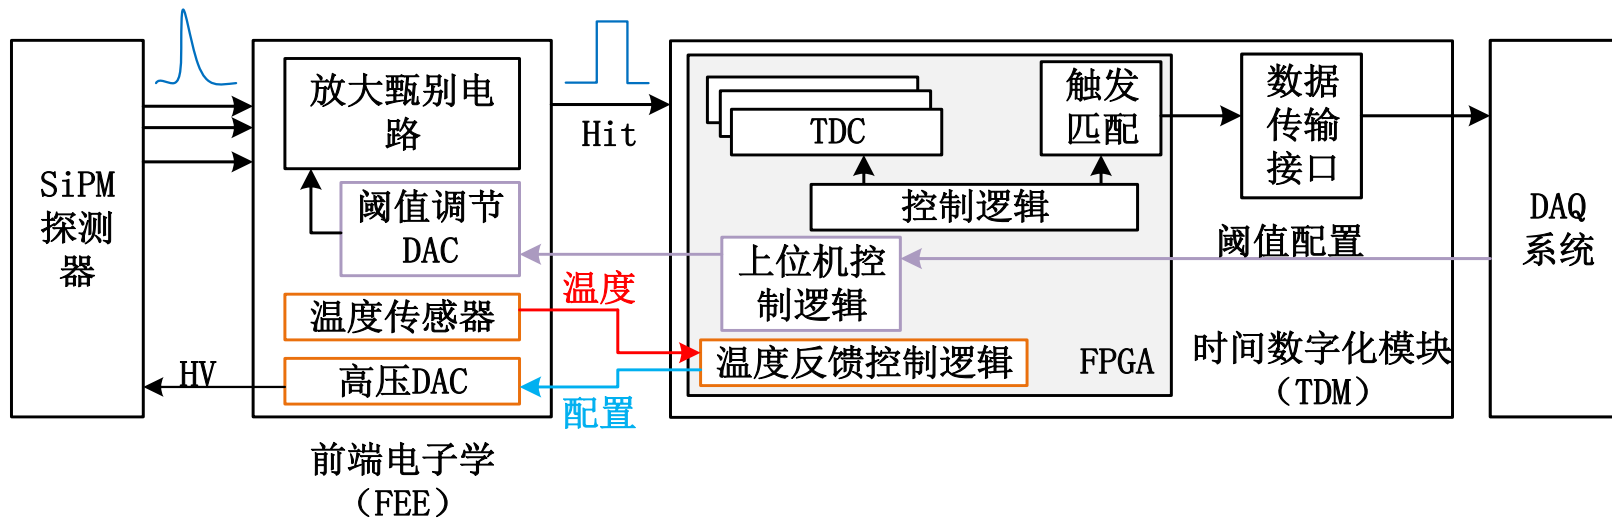 SiPM
探测
器
放大甄别电
路
阈值调节
DAC
温度传感器
高压DAC
HV
前端电子学
（FEE）
Hit
温度
配置
TDC
触发
匹配
控制逻辑
上位机控
制逻辑
温度反馈控制逻辑
FPGA
数据
传输
接口
阈值配置
时间数字化模块
（TDM）
DAQ
系统